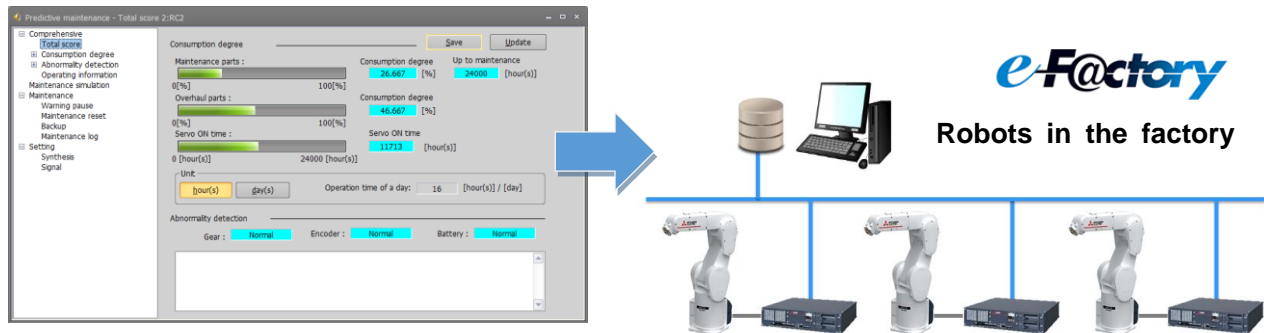 Predictive maintenance - Total score 2:RC2
Comprehensive
Total score
Consumption degree
Abnormality detection
Operating information
Maintenance simulation
Maintenance
Warning pause
Maintenance reset
Backup
Maintenance log
Setting
Synthesis
Signal
Consumption degree Save Update
Maintenance parts : Consumption degree Up to maintenance
26.667 [%] 24000 [hour(s)]
0[%] 100[%]
Overhaul parts : Consumption degree
46.667 [%]
0[%] 100[%]
Servo ON time : Servo ON time
11713 [hour(s)]
0 [hour(s)] 24000 [hour(s)]
Unit
hour(s) day(s) Operation time of a day: 16 [hour(s)] / [day]
Abnormality detection
Gear : Normal Encoder : Normal Battery : Normal
e-F@ctory
Robots in the factory